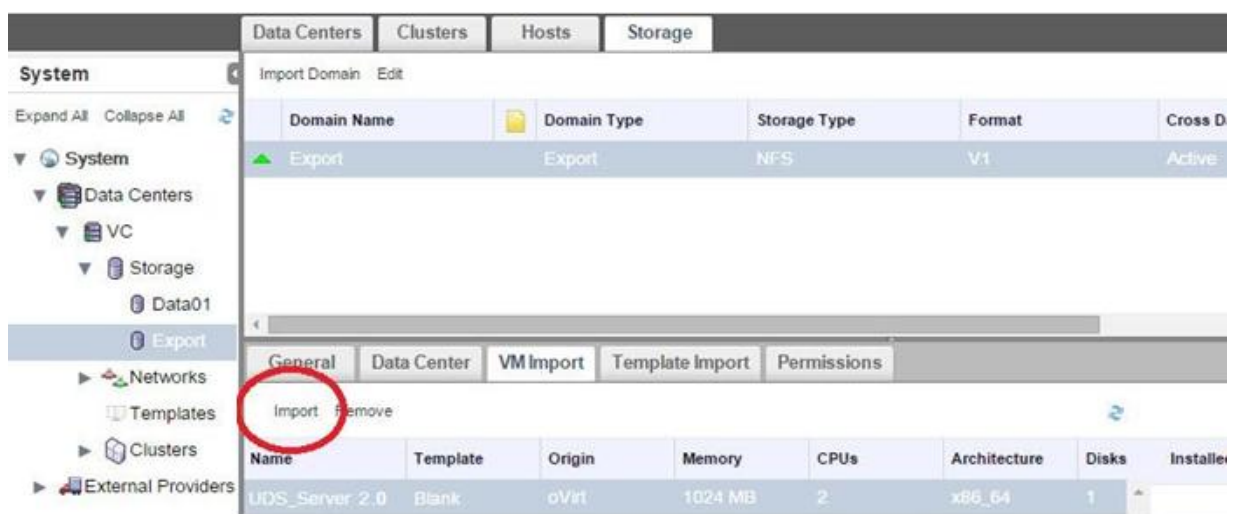 Data Centers Clusters Hosts Storage
System
Import Domain Edit
Expand All Collapse All
Domain Name Domain Type Storage Type Format Cross D
System
Export Export NFS V1 Active
Data Centers
VC
Storage
Data01
Export
General Data Center VM Import Template Import Permissions
Networks
Import Remove
Templates
Clusters
Name Template Origin Memory CPUs Architecture Disks Installe
External Providers
UDS_Server 2.0 Blank oVirt 1024 MB 2 x86_64 1